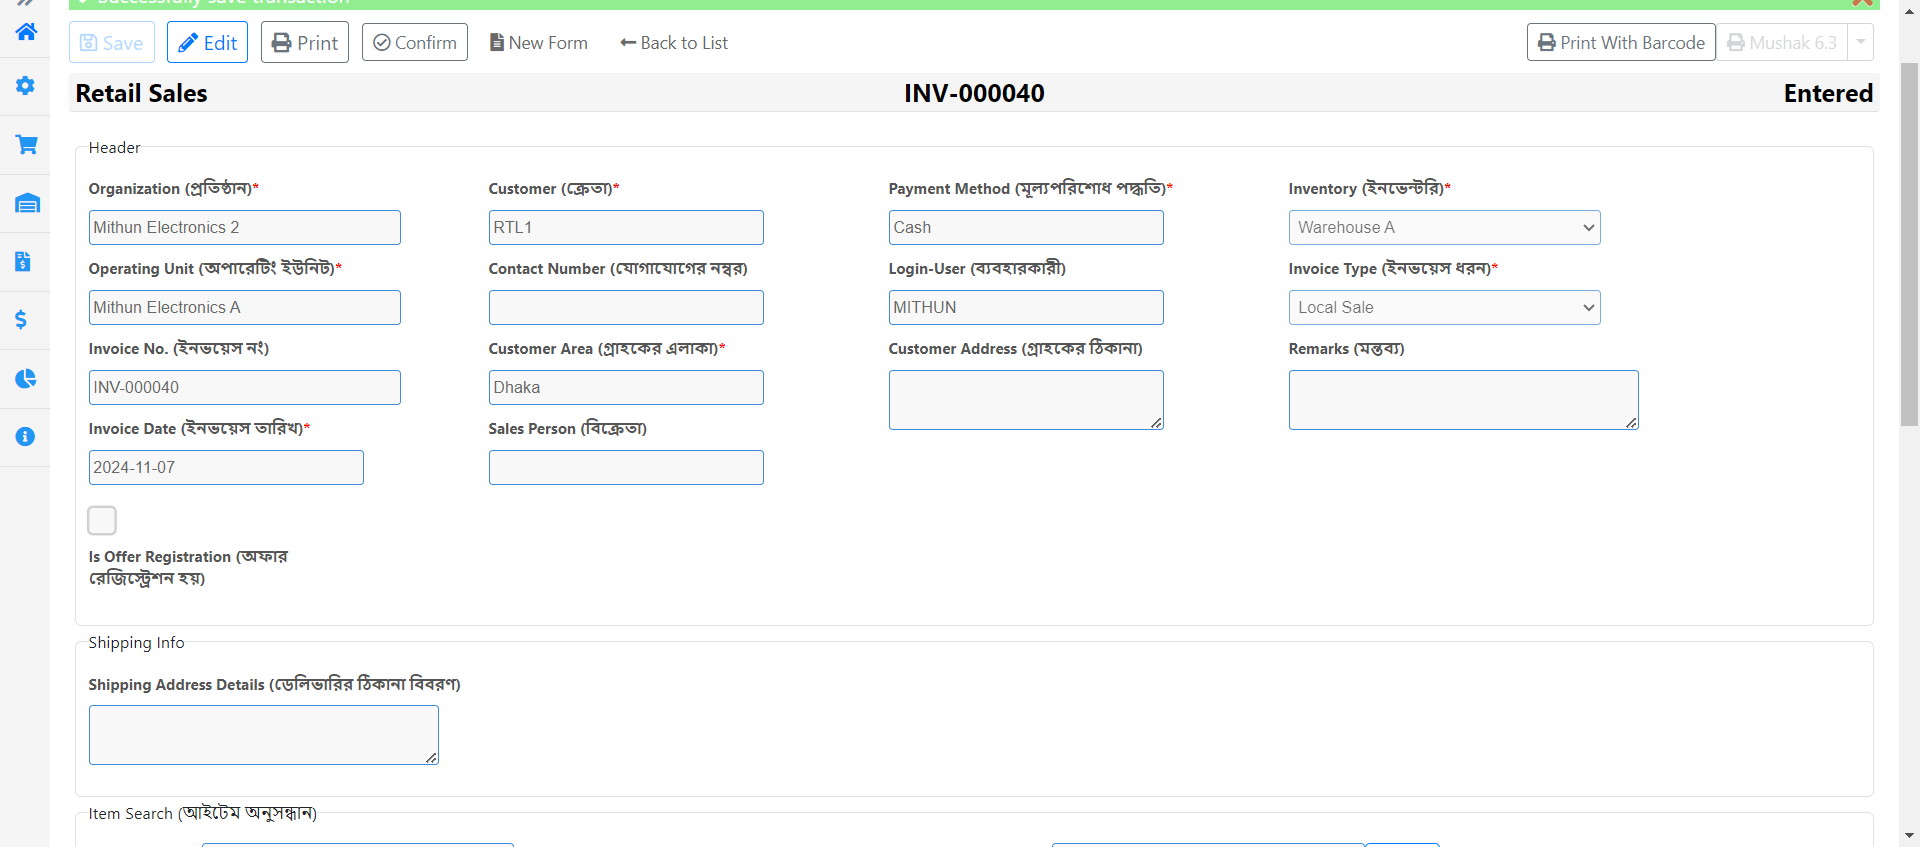 Successfully save transaction
Save Edit Print Confirm New Form Back to List Print With Barcode Mushak 6.3
Retail Sales INV-000040 Entered
Header
Organization (প্রতিষ্ঠান)* Customer (ক্রেতা)* Payment Method (মূল্যপরিশোধ পদ্ধতি)* Inventory (ইনভেন্টরি)*
Mithun Electronics 2 RTL1 Cash Warehouse A
Operating Unit (অপারেটিং ইউনিট)* Contact Number (যোগাযোগের নম্বর) Login-User (ব্যবহারকারী) Invoice Type (ইনভয়েস ধরন)*
Mithun Electronics A MITHUN Local Sale
Invoice No. (ইনভয়েস নং) Customer Area (গ্রাহকের এলাকা)* Customer Address (গ্রাহকের ঠিকানা) Remarks (মন্তব্য)
INV-000040 Dhaka
Invoice Date (ইনভয়েস তারিখ)* Sales Person (বিক্রেতা)
2024-11-07
Is Offer Registration (অফার
রেজিস্ট্রেশন হয়)
Shipping Info
Shipping Address Details (ডেলিভারির ঠিকানা বিবরণ)
Item Search (আইটেম অনুসন্ধান)